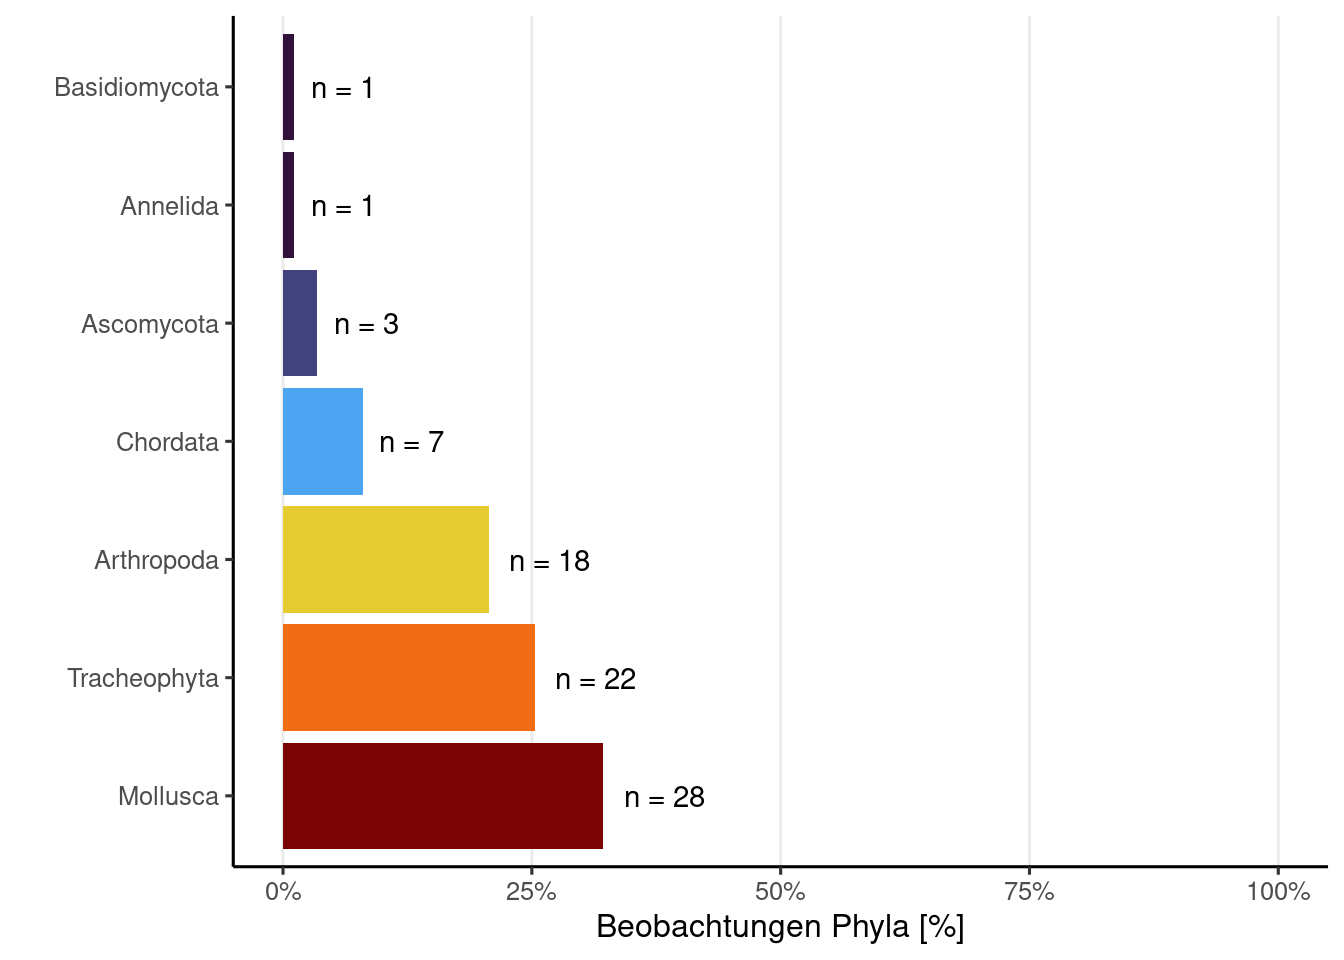 Basidiomycota n = 1
Annelida n = 1
Ascomycota n = 3
Chordata n = 7
Arthropoda n = 18
Tracheophyta n = 22
Mollusca n = 28
0% 25% 50% 75% 100%
Beobachtungen Phyla [%]